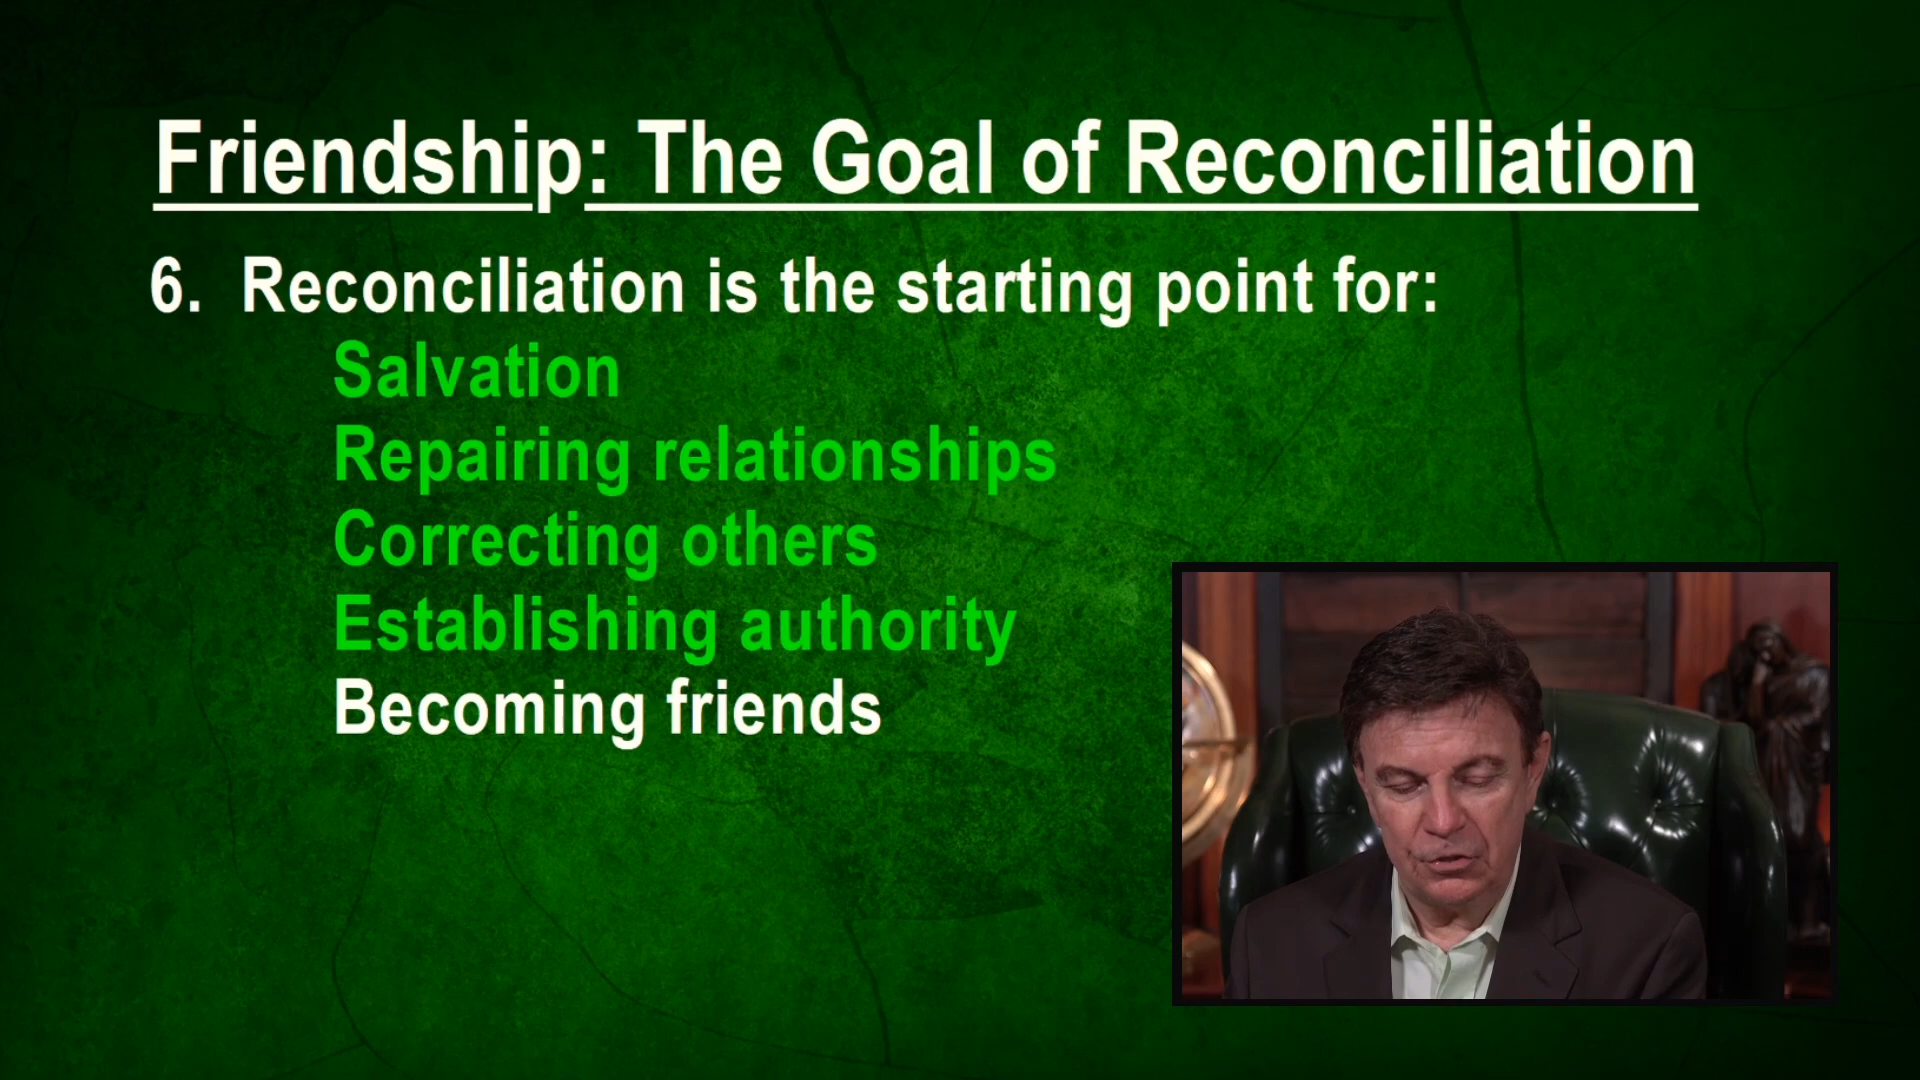 Friendship: The Goal of Reconciliation
6. Reconciliation is the starting point for:
Salvation
Repairing relationships
Correcting others
Establishing authority
Becoming friends